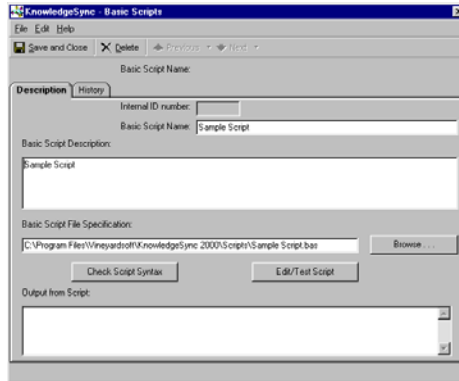 KnowledgeSync - Basic Scripts
File Edit Help
Save and Close Delete Previous Next
Basic Script Name:
Description History
Internal ID number:
Basic Script Name: Sample Script
Basic Script Description:
Sample Script
Basic Script File Specification:
C:\Program Files\Vineyardsoft\KnowledgeSync 2000\Scripts\Sample Script.bas Browse . . .
Check Script Syntax Edit/Test Script
Output from Script: